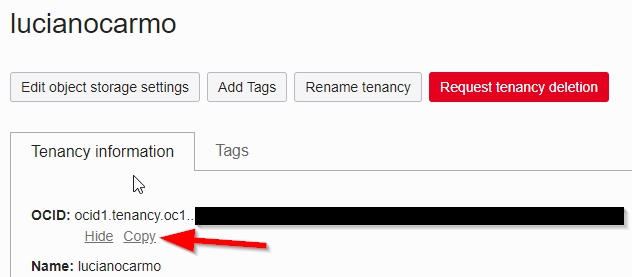 lucianocarmo
Edit object storage settings Add Tags Rename tenancy Request tenancy deletion
Tenancy information Tags
OCID: ocid1.tenancy.oc1..
Hide Copy
Name: lucianocarmo